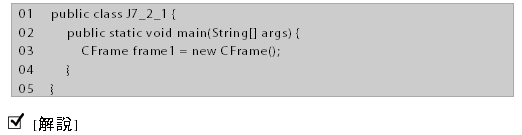 01 public class J7_2_1 {
02 public static void main(String[] args) {
03 CFrame frame1 = new CFrame();
04 }
05 }
[解說]